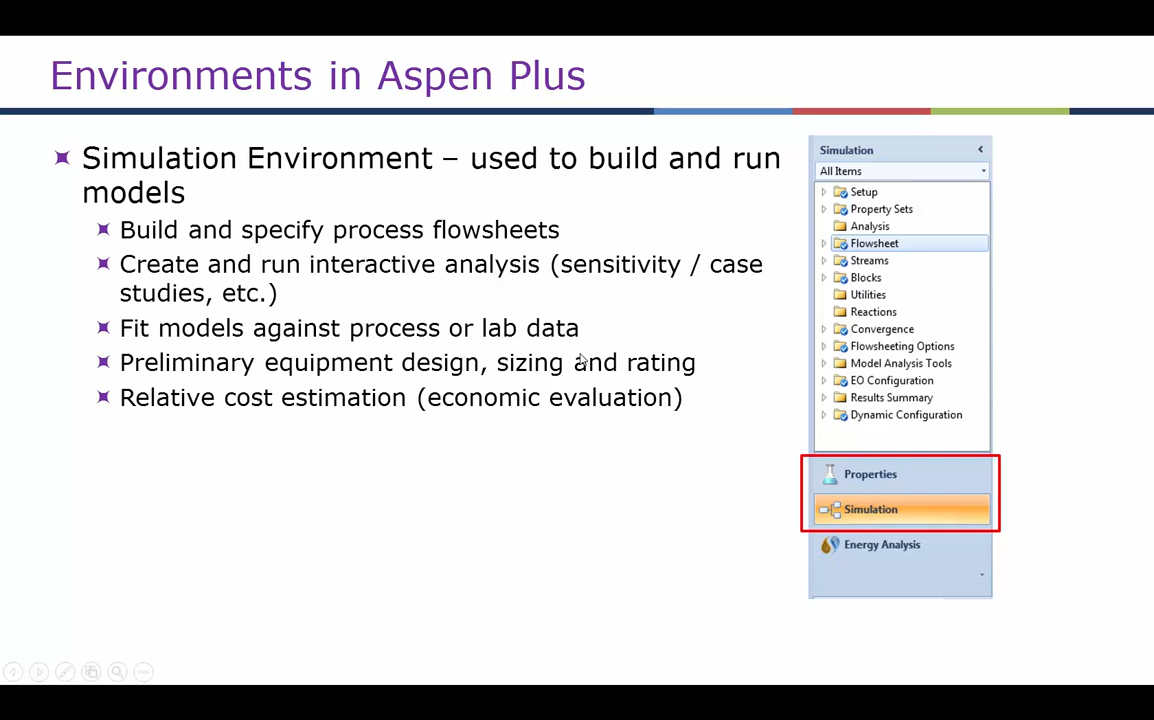 Environments in Aspen Plus
Simulation Environment – used to build and run
models
Build and specify process flowsheets
Create and run interactive analysis (sensitivity / case
studies, etc.)
Fit models against process or lab data
Preliminary equipment design, sizing and rating
Relative cost estimation (economic evaluation)
Simulation
All Items
Setup
Property Sets
Analysis
Flowsheet
Streams
Blocks
Utilities
Reactions
Convergence
Flowsheeting Options
Model Analysis Tools
EO Configuration
Results Summary
Dynamic Configuration
Properties
Simulation
Energy Analysis